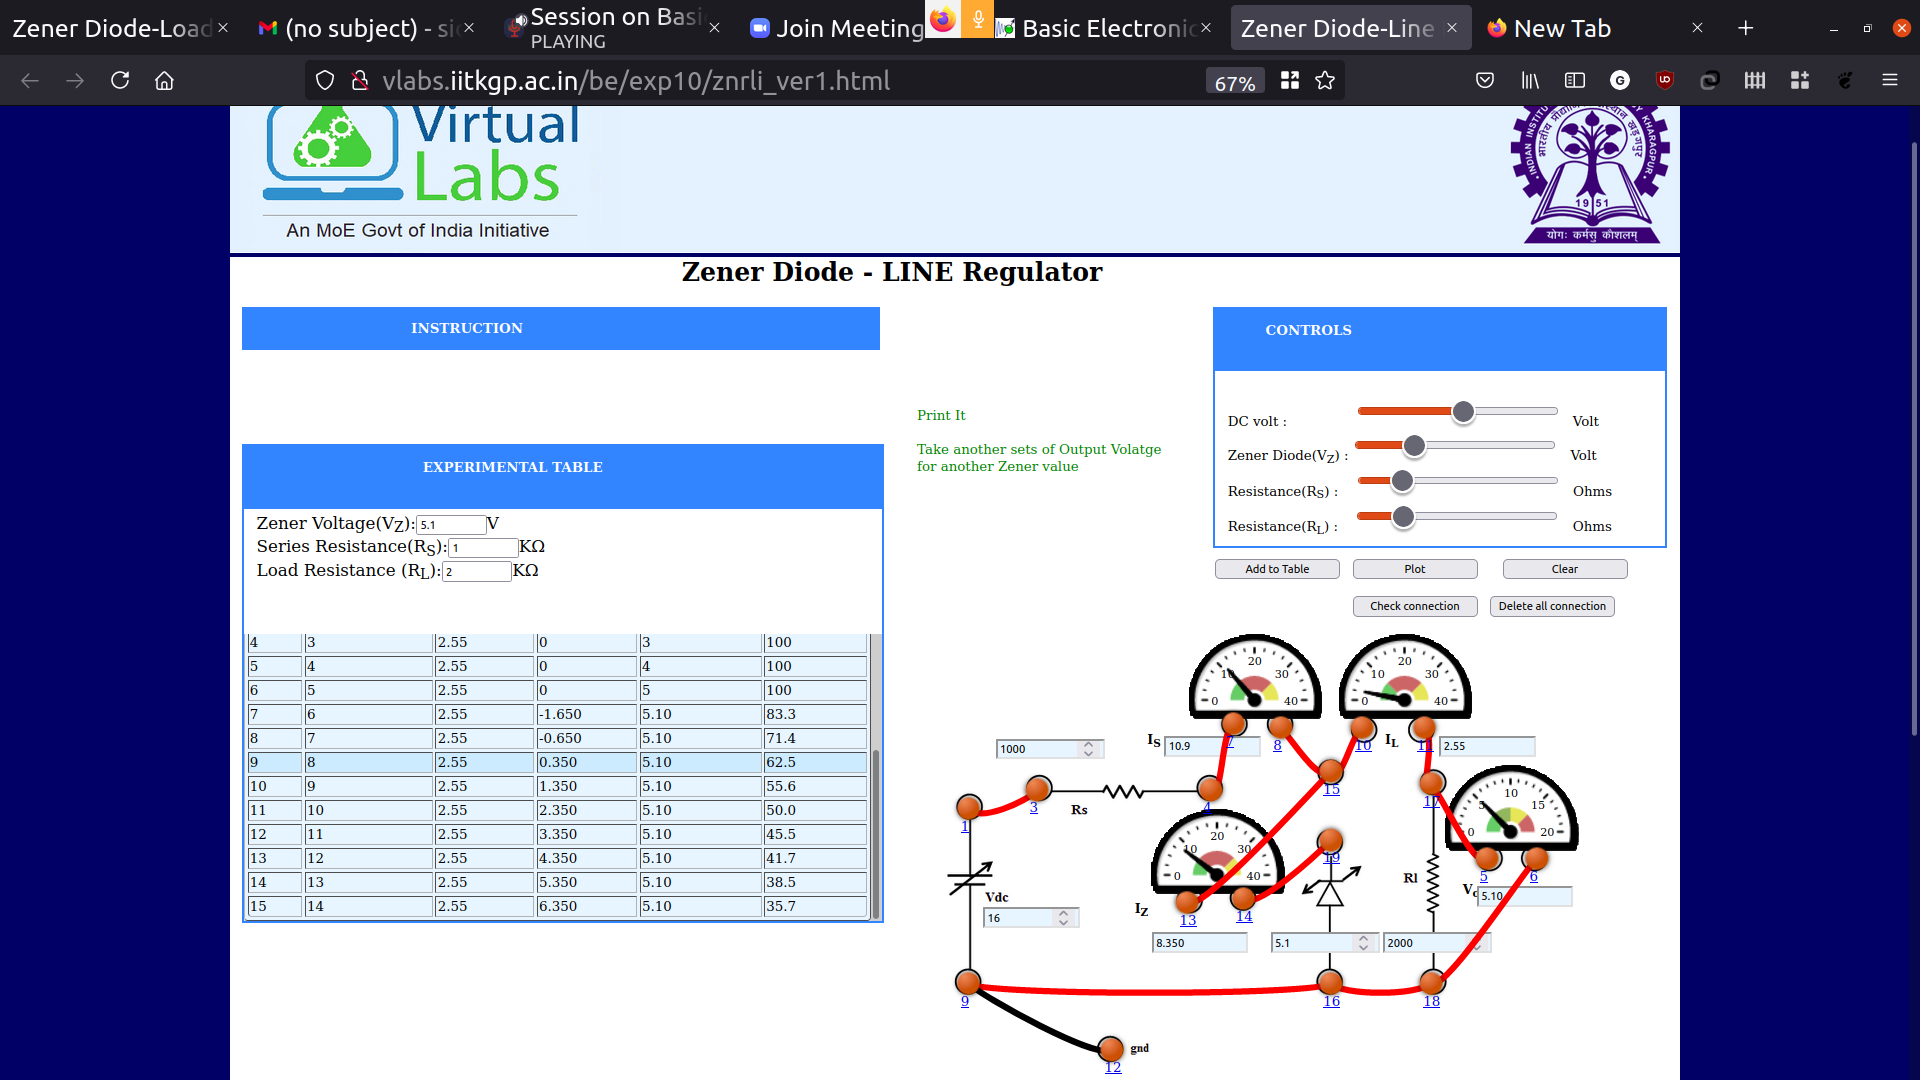 Zener Diode-Load
(no subject) - sid
Session on Basi
PLAYING
Join Meeting
Basic Electronic
Zener Diode-Line
New Tab
vlabs.iitkgp.ac.in/be/exp10/znrli_ver1.html
67%
Virtual
Labs
An MoE Govt of India Initiative
1951
योगः कर्मसु कौशलम्
Zener Diode - LINE Regulator
INSTRUCTION
CONTROLS
Print It
Take another sets of Output Volatge
for another Zener value
DC volt : Volt
Zener Diode(VZ) : Volt
Resistance(RS) : Ohms
Resistance(RL) : Ohms
EXPERIMENTAL TABLE
Zener Voltage(VZ): 5.1 V
Series Resistance(RS): 1 KΩ
Load Resistance (RL): 2 KΩ
Add to Table Plot Clear
Check connection Delete all connection
4 3 2.55 0 3 100
5 4 2.55 0 4 100
6 5 2.55 0 5 100
7 6 2.55 -1.650 5.10 83.3
8 7 2.55 -0.650 5.10 71.4
9 8 2.55 0.350 5.10 62.5
10 9 2.55 1.350 5.10 55.6
11 10 2.55 2.350 5.10 50.0
12 11 2.55 3.350 5.10 45.5
13 12 2.55 4.350 5.10 41.7
14 13 2.55 5.350 5.10 38.5
15 14 2.55 6.350 5.10 35.7
0 10 20 30 40
0 10 20 30 40
IS 10.9 7 8
10 IL 11 2.55
1000
1 3 Rs 4 15 17
0 5 10 15 20
0 10 20 30 40
19
Rl
5 6
Vdc
16
IZ 13 14
5.10
8.350 5.1 2000
9 16 18
gnd
12